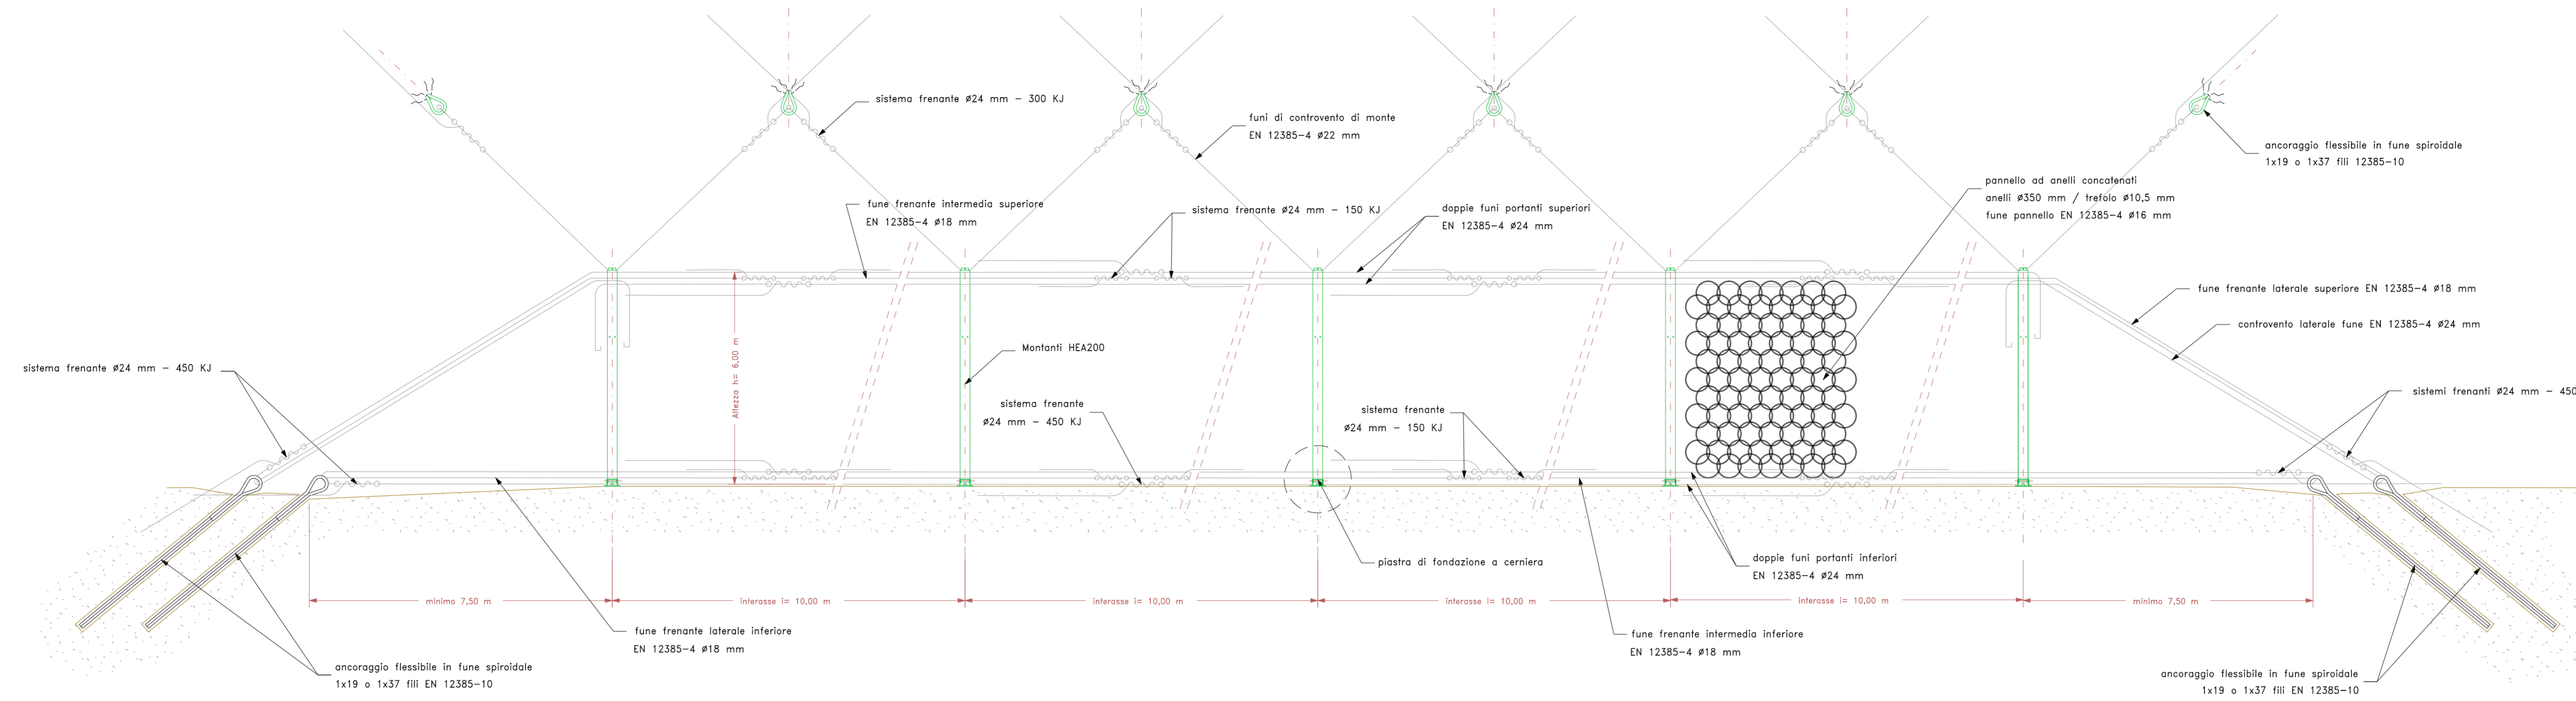 sistema frenante ø24 mm - 300 KJ
funi di controvento di monte
EN 12385-4 ø22 mm
ancoraggio flessibile in fune spiroidale
1x19 o 1x37 fili 12385-10
pannello ad anelli concatenati
anelli ø350 mm / trefolo ø10,5 mm
fune pannello EN 12385-4 ø16 mm
fune frenante intermedia superiore
EN 12385-4 ø18 mm
sistema frenante ø24 mm - 150 KJ
doppie funi portanti superiori
EN 12385-4 ø24 mm
fune frenante laterale superiore EN 12385-4 ø18 mm
controvento laterale fune EN 12385-4 ø24 mm
Montanti HEA200
Altezza h= 6,00 m
sistema frenante ø24 mm - 450 KJ
sistema frenante
ø24 mm - 450 KJ
sistema frenante
ø24 mm - 150 KJ
sistemi frenanti ø24 mm - 450
piastra di fondazione a cerniera
doppie funi portanti inferiori
EN 12385-4 ø24 mm
minimo 7,50 m
interasse i= 10,00 m
interasse i= 10,00 m
interasse i= 10,00 m
interasse i= 10,00 m
minimo 7,50 m
fune frenante laterale inferiore
EN 12385-4 ø18 mm
fune frenante intermedia inferiore
EN 12385-4 ø18 mm
ancoraggio flessibile in fune spiroidale
1x19 o 1x37 fili EN 12385-10
ancoraggio flessibile in fune spiroidale
1x19 o 1x37 fili EN 12385-10